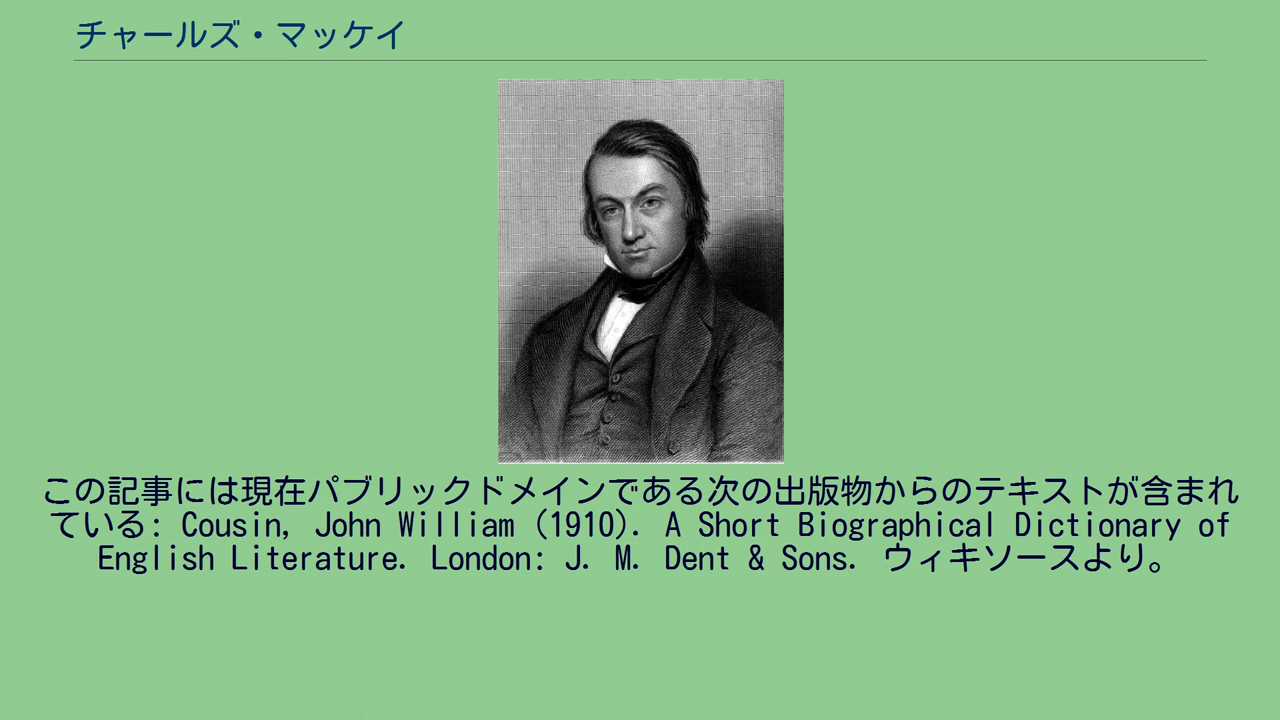 チャールズ・マッケイ
この記事には現在パブリックドメインである次の出版物からのテキストが含まれ
ている: Cousin, John William (1910). A Short Biographical Dictionary of
English Literature. London: J. M. Dent & Sons. ウィキソースより。